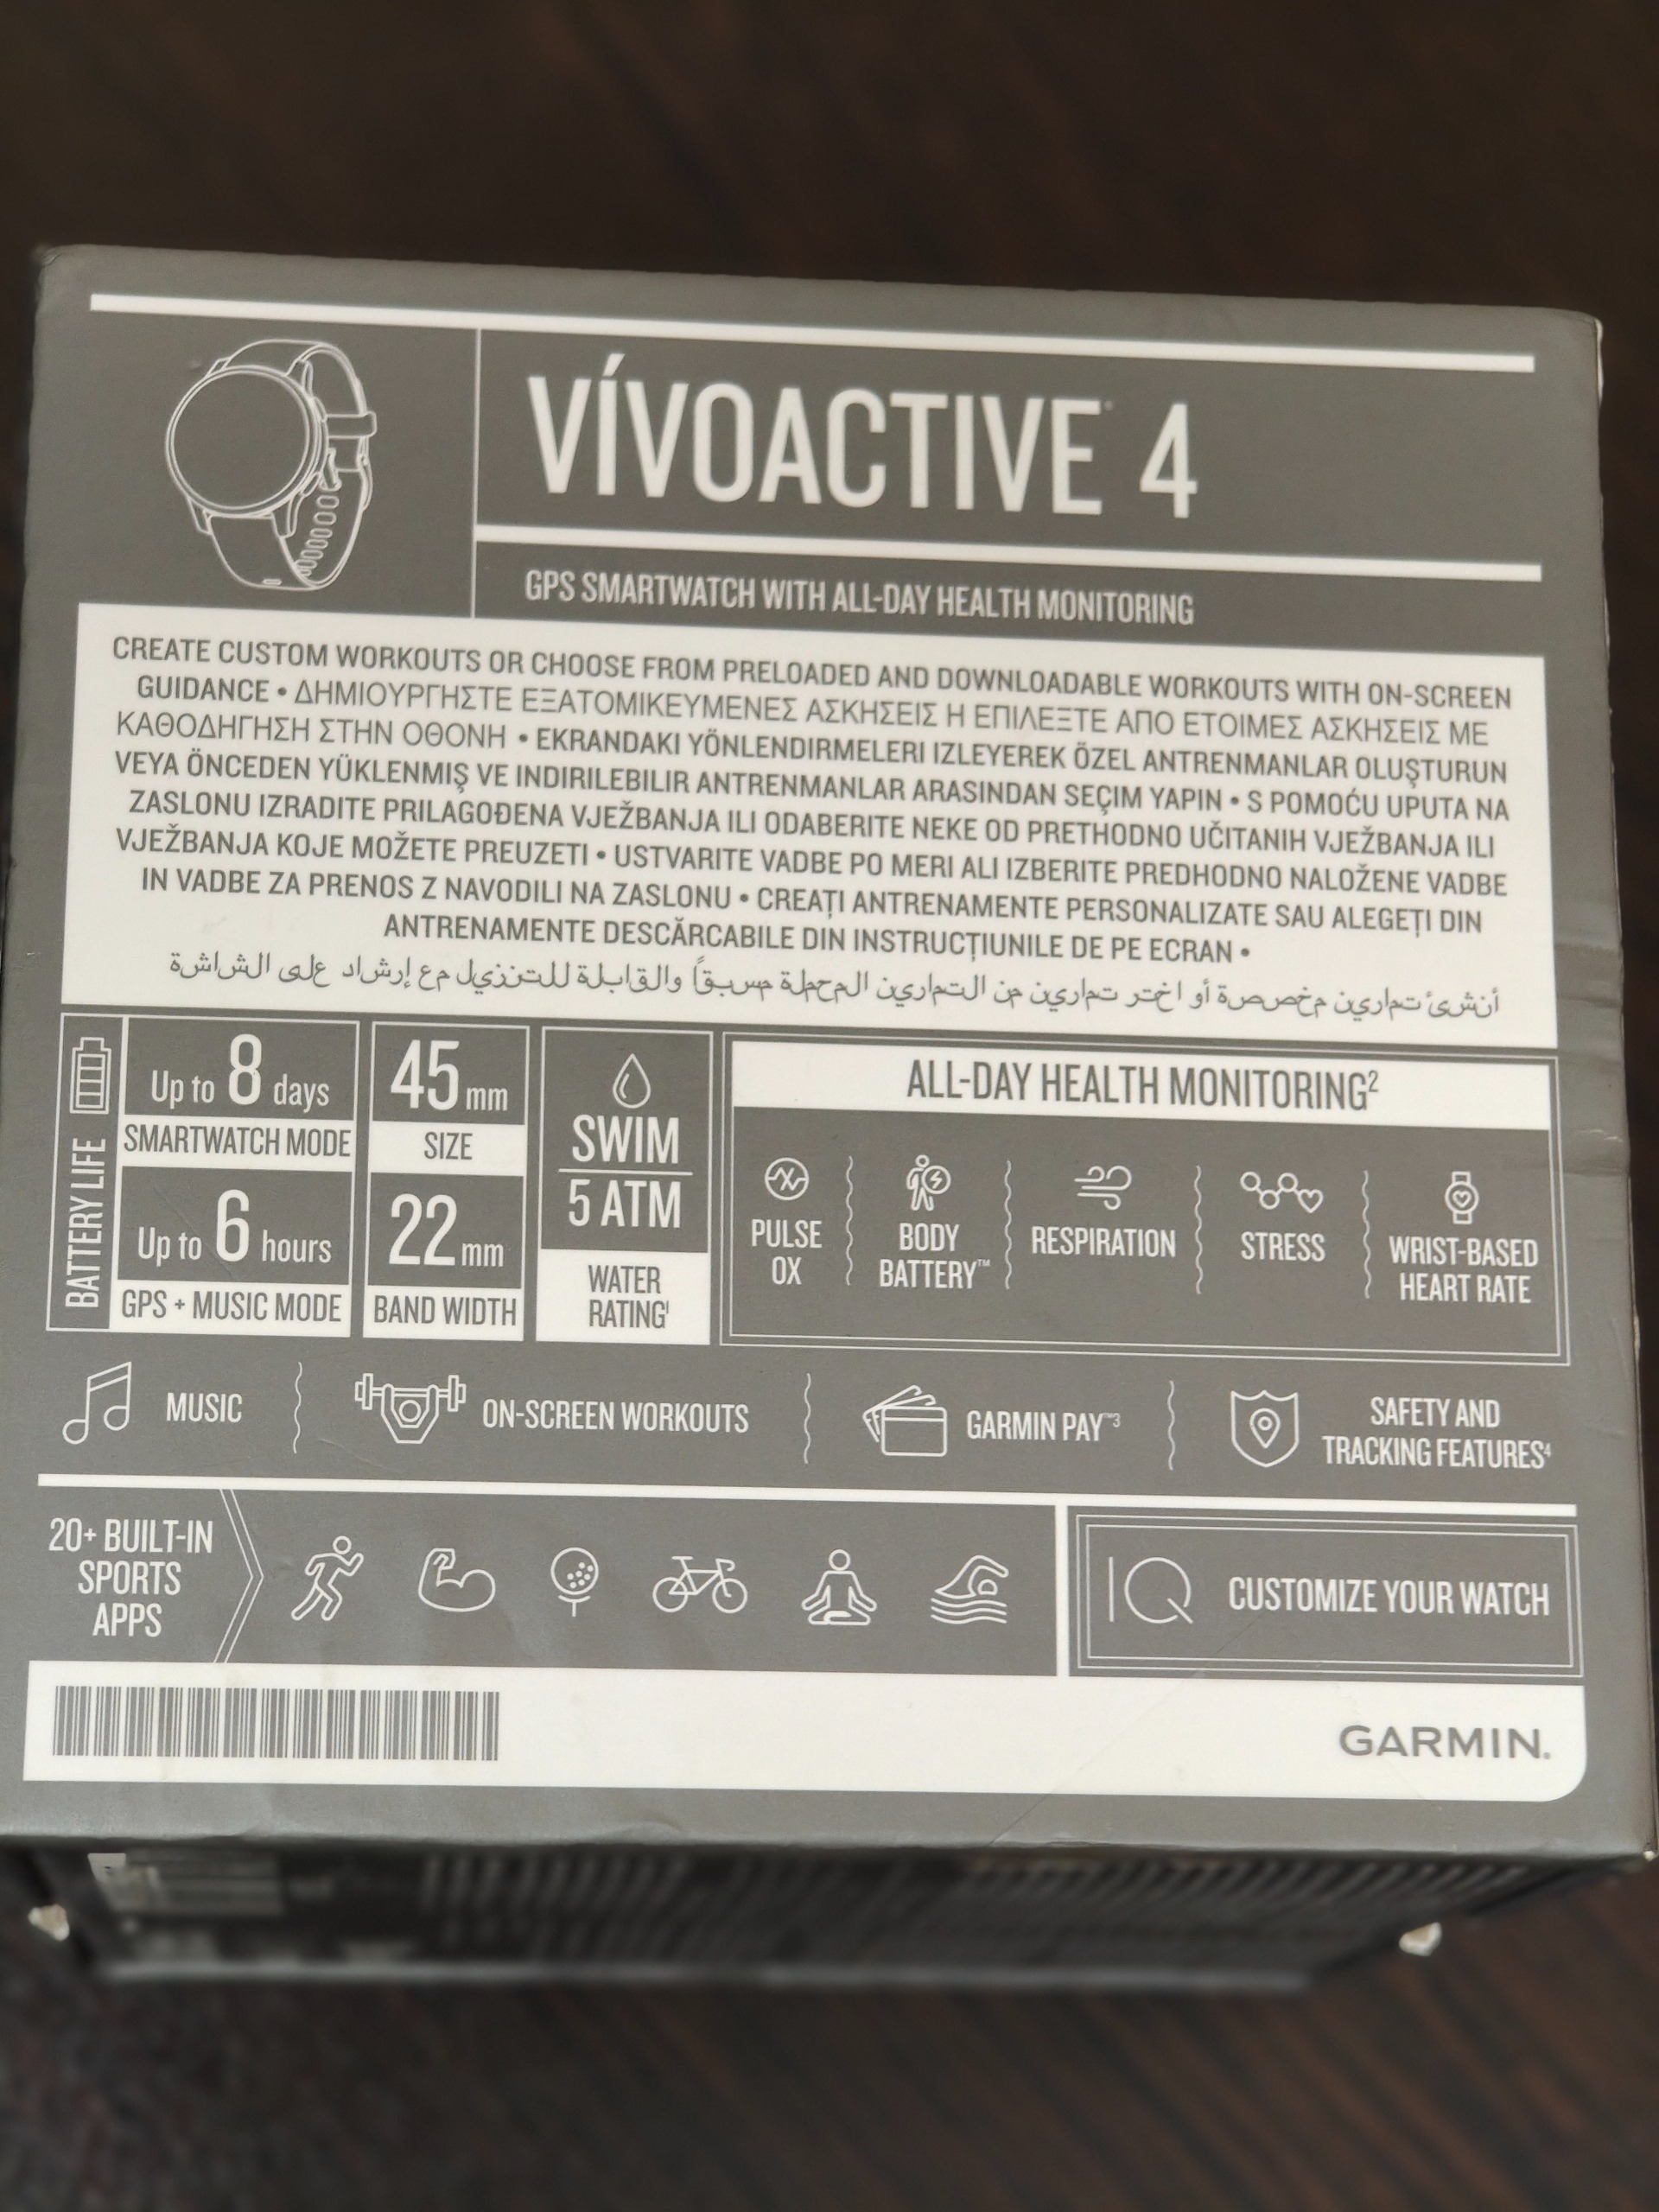 VÍVOACTIVE® 4
GPS SMARTWATCH WITH ALL-DAY HEALTH MONITORING
CREATE CUSTOM WORKOUTS OR CHOOSE FROM PRELOADED AND DOWNLOADABLE WORKOUTS WITH ON-SCREEN
GUIDANCE • ΔΗΜΙΟΥΡΓΗΣΤΕ ΕΞΑΤΟΜΙΚΕΥΜΕΝΕΣ ΑΣΚΗΣΕΙΣ Η ΕΠΙΛΕΞΤΕ ΑΠΟ ΕΤΟΙΜΕΣ ΑΣΚΗΣΕΙΣ ΜΕ
ΚΑΘΟΔΗΓΗΣΗ ΣΤΗΝ ΟΘΟΝΗ • EKRANDAKI YÖNLENDIRMELERI IZLEYEREK ÖZEL ANTRENMANLAR OLUŞTURUN
VEYA ÖNCEDEN YÜKLENMIŞ VE INDIRILEBILIR ANTRENMANLAR ARASINDAN SEÇIM YAPIN • S POMOĆU UPUTA NA
ZASLONU IZRADITE PRILAGOĐENA VJEŽBANJA ILI ODABERITE NEKE OD PRETHODNO UČITANIH VJEŽBANJA ILI
VJEŽBANJA KOJE MOŽETE PREUZETI • USTVARITE VADBE PO MERI ALI IZBERITE PREDHODNO NALOŽENE VADBE
IN VADBE ZA PRENOS Z NAVODILI NA ZASLONU • CREAȚI ANTRENAMENTE PERSONALIZATE SAU ALEGEȚI DIN
ANTRENAMENTE DESCĂRCABILE DIN INSTRUCȚIUNILE DE PE ECRAN •
أنشئ تمارين مخصصة أو اختر تمارين من التمارين المحملة مسبقاً والقابلة للتنزيل مع إرشاد على الشاشة
BATTERY LIFE
Up to 8 days
SMARTWATCH MODE
Up to 6 hours
GPS + MUSIC MODE
45 mm
SIZE
22 mm
BAND WIDTH
SWIM
5 ATM
WATER
RATING¹
ALL-DAY HEALTH MONITORING²
PULSE
OX
BODY
BATTERY™
RESPIRATION
STRESS
WRIST-BASED
HEART RATE
MUSIC
ON-SCREEN WORKOUTS
GARMIN PAY™³
SAFETY AND
TRACKING FEATURES⁴
20+ BUILT-IN
SPORTS
APPS
IQ CUSTOMIZE YOUR WATCH
GARMIN.